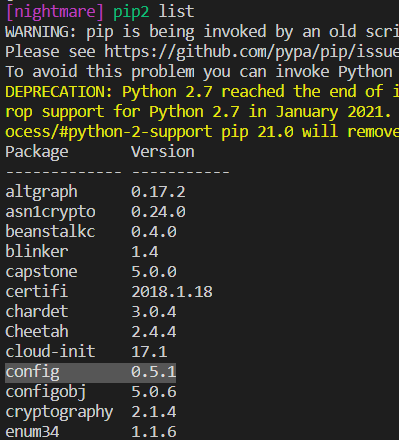 [nightmare] pip2 list
WARNING: pip is being invoked by an old scri
Please see https://github.com/pypa/pip/issue
To avoid this problem you can invoke Python
DEPRECATION: Python 2.7 reached the end of i
rop support for Python 2.7 in January 2021.
ocess/#python-2-support pip 21.0 will remove
Package Version
------------- -----------
altgraph 0.17.2
asn1crypto 0.24.0
beanstalkc 0.4.0
blinker 1.4
capstone 5.0.0
certifi 2018.1.18
chardet 3.0.4
Cheetah 2.4.4
cloud-init 17.1
config 0.5.1
configobj 5.0.6
cryptography 2.1.4
enum34 1.1.6